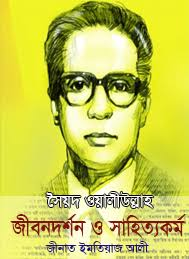 সৈয়দ ওয়ালীউল্লাহ
জীবনদর্শন ও সাহিত্যকর্ম
জীনাত ইমতিয়াজ আলী